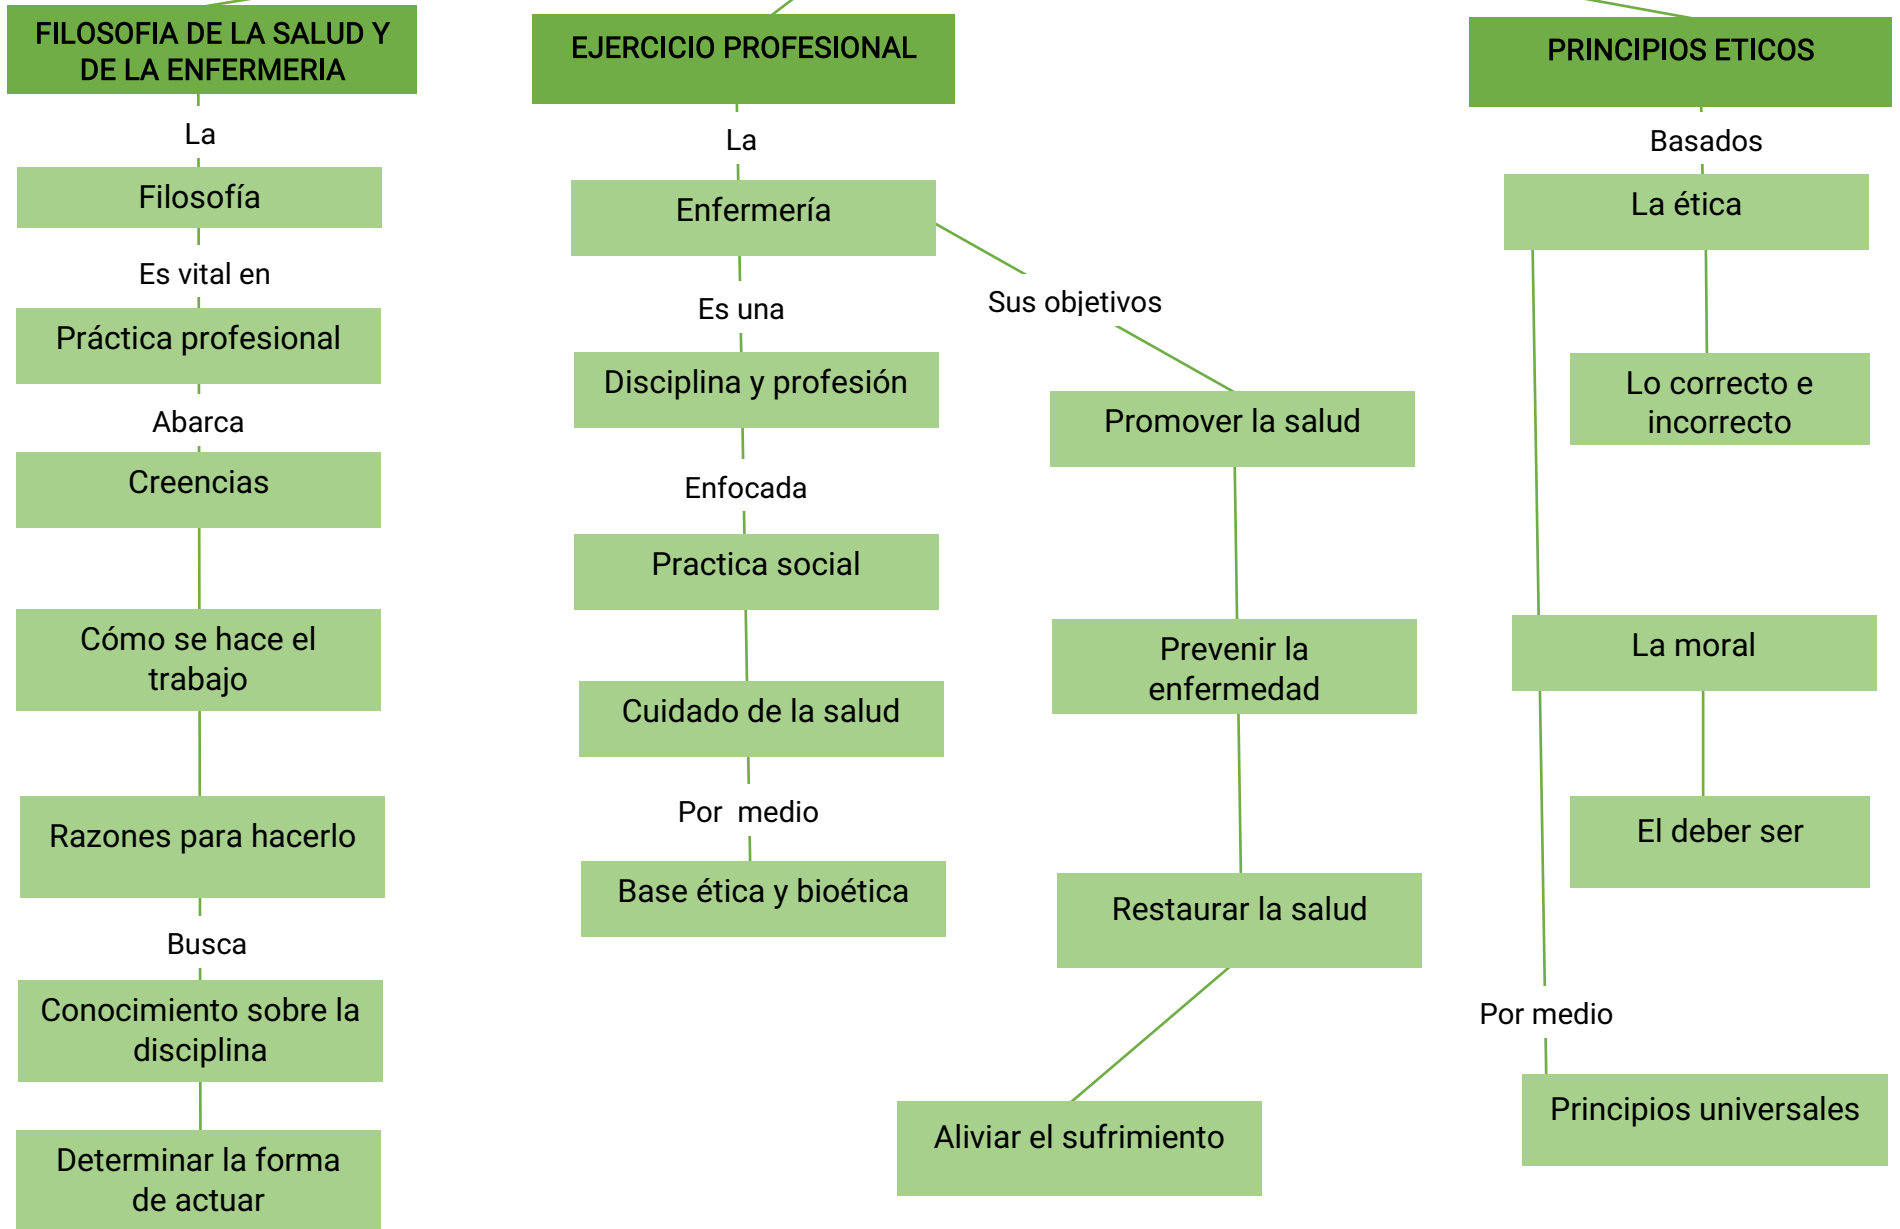 FILOSOFIA DE LA SALUD Y
DE LA ENFERMERIA
La
Filosofía
Es vital en
Práctica profesional
Abarca
Creencias
Cómo se hace el
trabajo
Razones para hacerlo
Busca
Conocimiento sobre la
disciplina
Determinar la forma
de actuar
EJERCICIO PROFESIONAL
La
Enfermería
Es una
Disciplina y profesión
Enfocada
Practica social
Cuidado de la salud
Por medio
Base ética y bioética
Sus objetivos
Promover la salud
Prevenir la
enfermedad
Restaurar la salud
Aliviar el sufrimiento
PRINCIPIOS ETICOS
Basados
La ética
Lo correcto e
incorrecto
La moral
El deber ser
Por medio
Principios universales